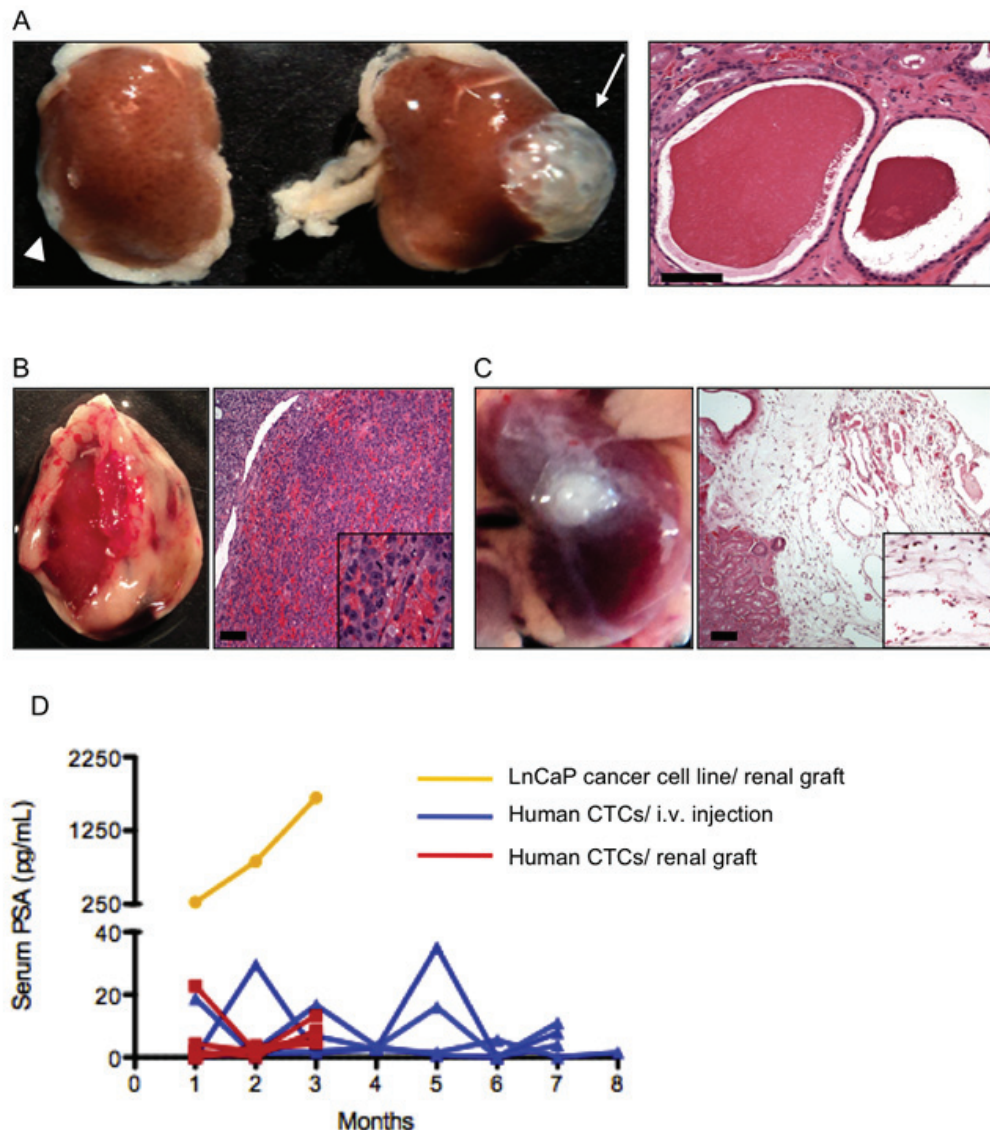 A
B
C
D
2250
1250
250
40
20
0
Serum PSA (pg/mL)
LnCaP cancer cell line/ renal graft
Human CTCs/ i.v. injection
Human CTCs/ renal graft
0 1 2 3 4 5 6 7 8
Months